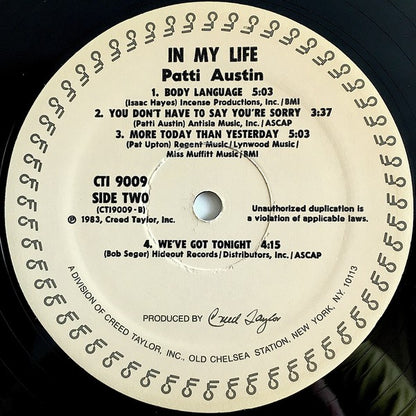 IN MY LIFE
Patti Austin
1. BODY LANGUAGE 5:03
(Isaac Hayes) Incense Productions, Inc./BMI
2. YOU DON'T HAVE TO SAY YOU'RE SORRY 3:37
(Patti Austin) Antisia Music, Inc./ASCAP
3. MORE TODAY THAN YESTERDAY 5:03
(Pat Upton) Regent Music/Lynwood Music/
Miss Muffitt Music/BMI
CTI 9009
SIDE TWO
(CTI9009-B)
℗ 1983, Creed Taylor, Inc.
Unauthorized duplication is
a violation of applicable laws.
4. WE'VE GOT TONIGHT 4:15
(Bob Seger) Hideout Records/Distributors, Inc./ASCAP
PRODUCED BY Creed Taylor
A DIVISION OF CREED TAYLOR, INC., OLD CHELSEA STATION, NEW YORK, N.Y. 10113